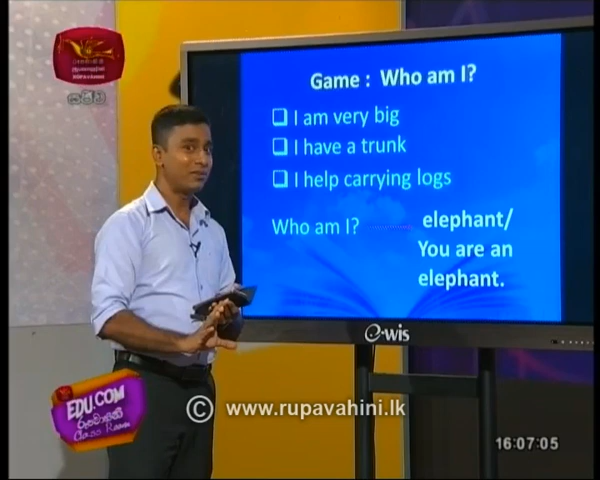 සජීවී
Game : Who am I?
I am very big
I have a trunk
I help carrying logs
Who am I?
elephant/
You are an
elephant.
e-wis
EDU.COM
Class Room
© www.rupavahini.lk
16:07:05